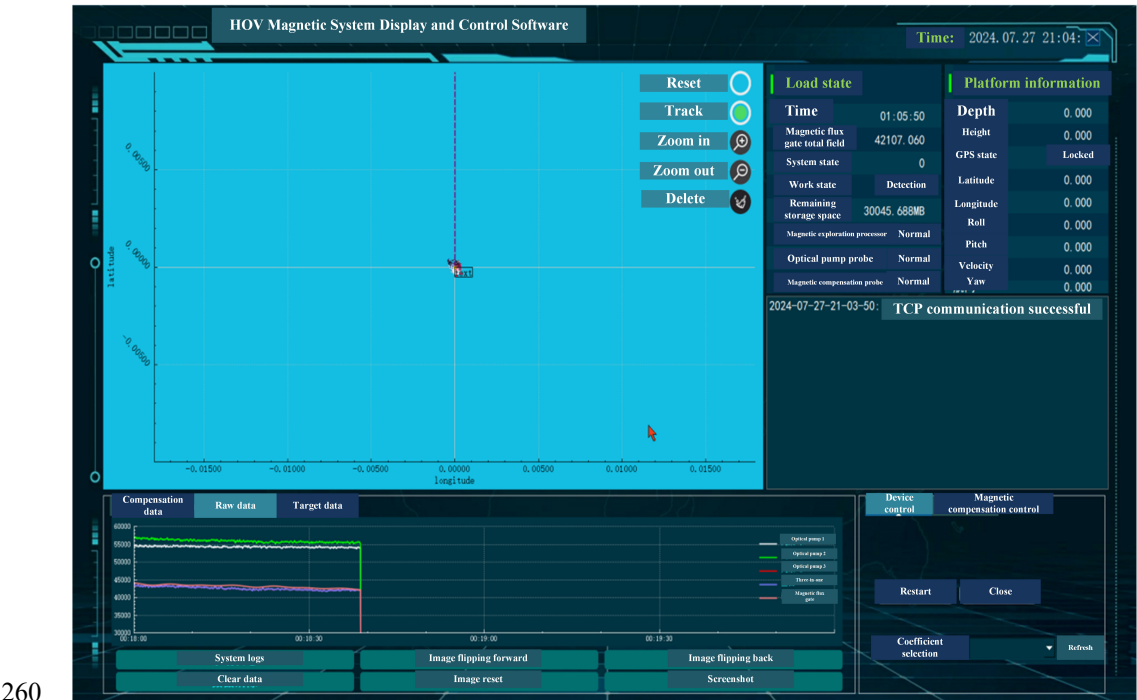 HOV Magnetic System Display and Control Software
Time: 2024.07.27 21:04:
Reset
Track
Zoom in
Zoom out
Delete
0.00500
0.00000
-0.00500
latitude
-0.01500 -0.01000 -0.00500 0.00000 0.00500 0.01000 0.01500
longitude
Load state
Time 01:05:50
Magnetic flux
gate total field 42107.060
System state 0
Work state Detection
Remaining
storage space 30045.688MB
Magnetic exploration processor Normal
Optical pump probe Normal
Magnetic compensation probe Normal
Platform information
Depth 0.000
Height 0.000
GPS state Locked
Latitude 0.000
Longitude 0.000
Roll 0.000
Pitch 0.000
Velocity 0.000
Yaw 0.000
2024-07-27-21-03-50: TCP communication successful
Compensation
data
Raw data
Target data
60000
55000
50000
45000
40000
35000
30000
00:18:00 00:18:30 00:19:00 00:19:30
Optical pump 1
Optical pump 2
Optical pump 3
Three-in-one
Magnetic flux
gate
System logs
Image flipping forward
Image flipping back
Clear data
Image reset
Screenshot
Device
control
Magnetic
compensation control
Restart
Close
Coefficient
selection
Refresh
260